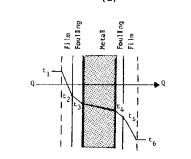 Film
Fouling
Metal
Fouling
Film
t₁
Q
Q
t₂
t₃
t₄
t₅
t₆